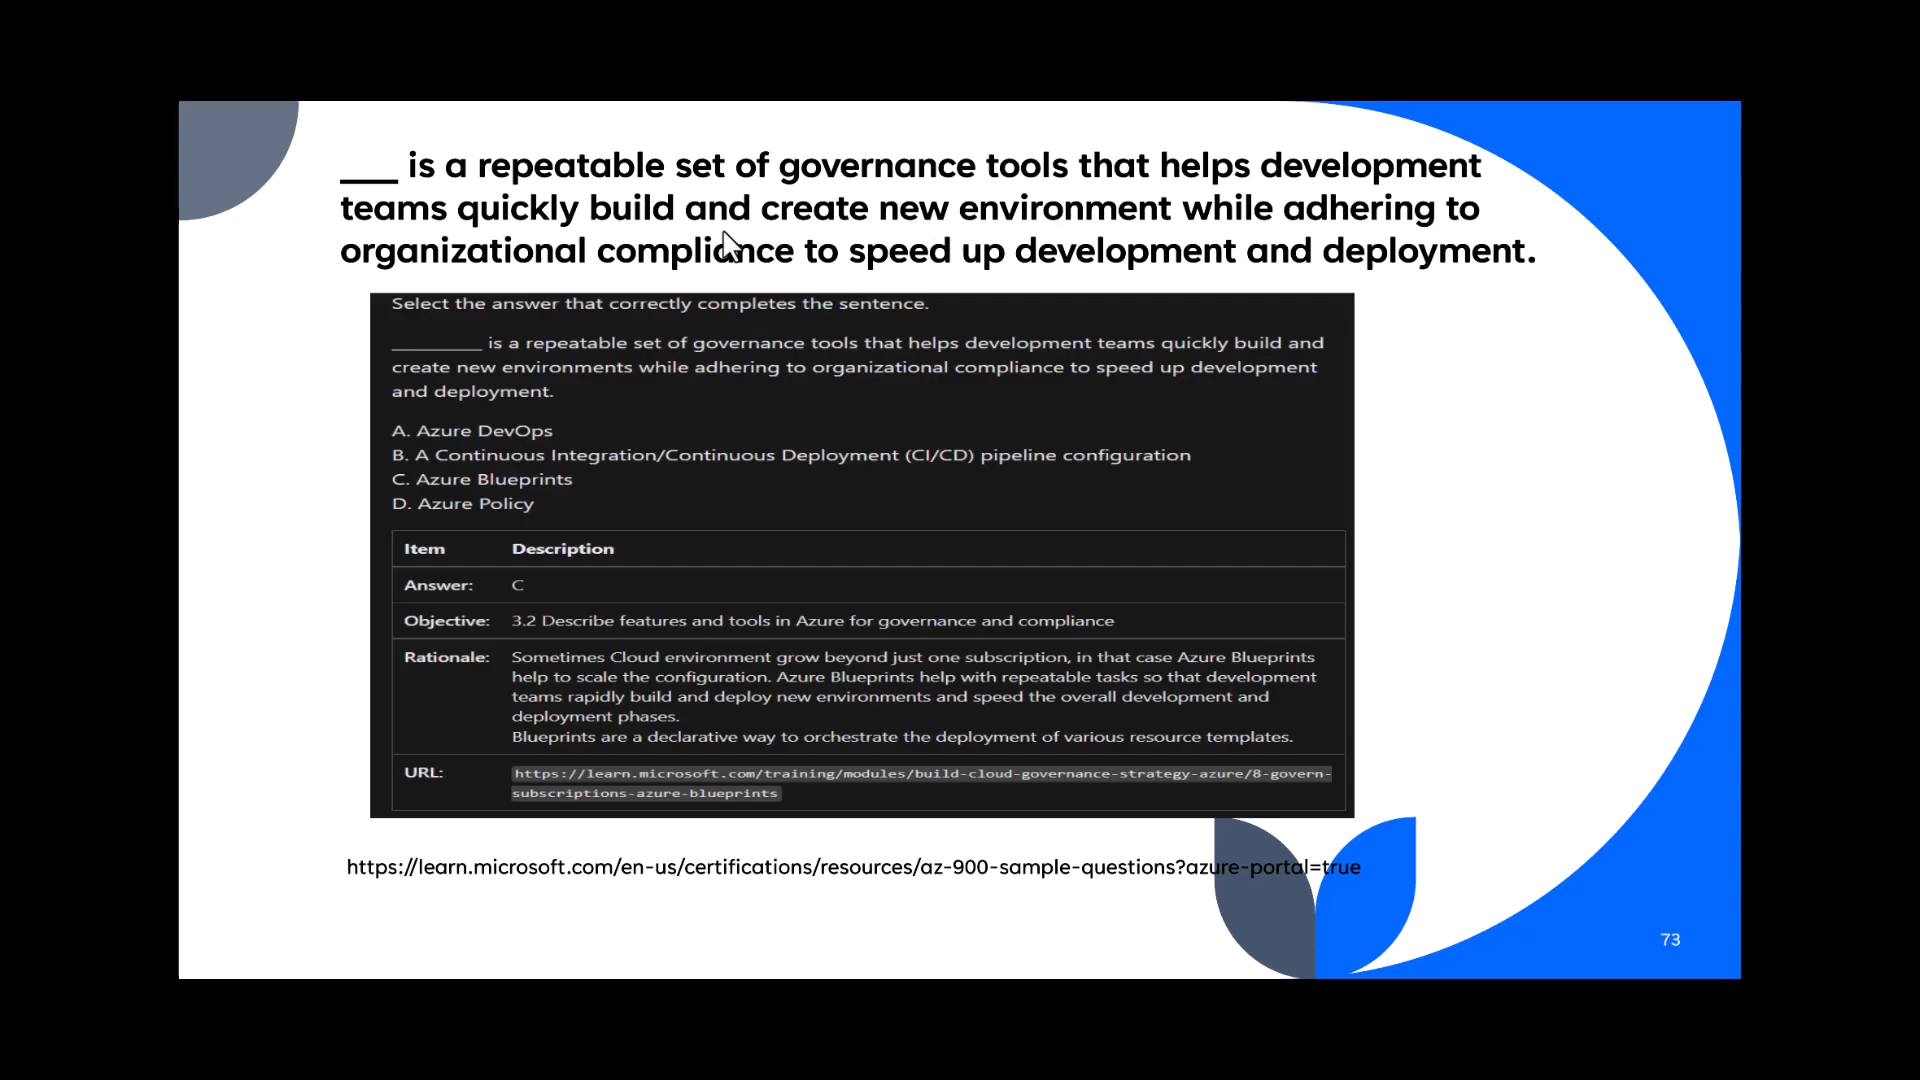 ___ is a repeatable set of governance tools that helps development
teams quickly build and create new environment while adhering to
organizational compliance to speed up development and deployment.
Select the answer that correctly completes the sentence.
__________ is a repeatable set of governance tools that helps development teams quickly build and
create new environments while adhering to organizational compliance to speed up development
and deployment.
A. Azure DevOps
B. A Continuous Integration/Continuous Deployment (CI/CD) pipeline configuration
C. Azure Blueprints
D. Azure Policy
Item Description
Answer: C
Objective: 3.2 Describe features and tools in Azure for governance and compliance
Rationale: Sometimes Cloud environment grow beyond just one subscription, in that case Azure Blueprints
help to scale the configuration. Azure Blueprints help with repeatable tasks so that development
teams rapidly build and deploy new environments and speed the overall development and
deployment phases.
Blueprints are a declarative way to orchestrate the deployment of various resource templates.
URL: https://learn.microsoft.com/training/modules/build-cloud-governance-strategy-azure/8-govern-
subscriptions-azure-blueprints
https://learn.microsoft.com/en-us/certifications/resources/az-900-sample-questions?azure-portal=true
73